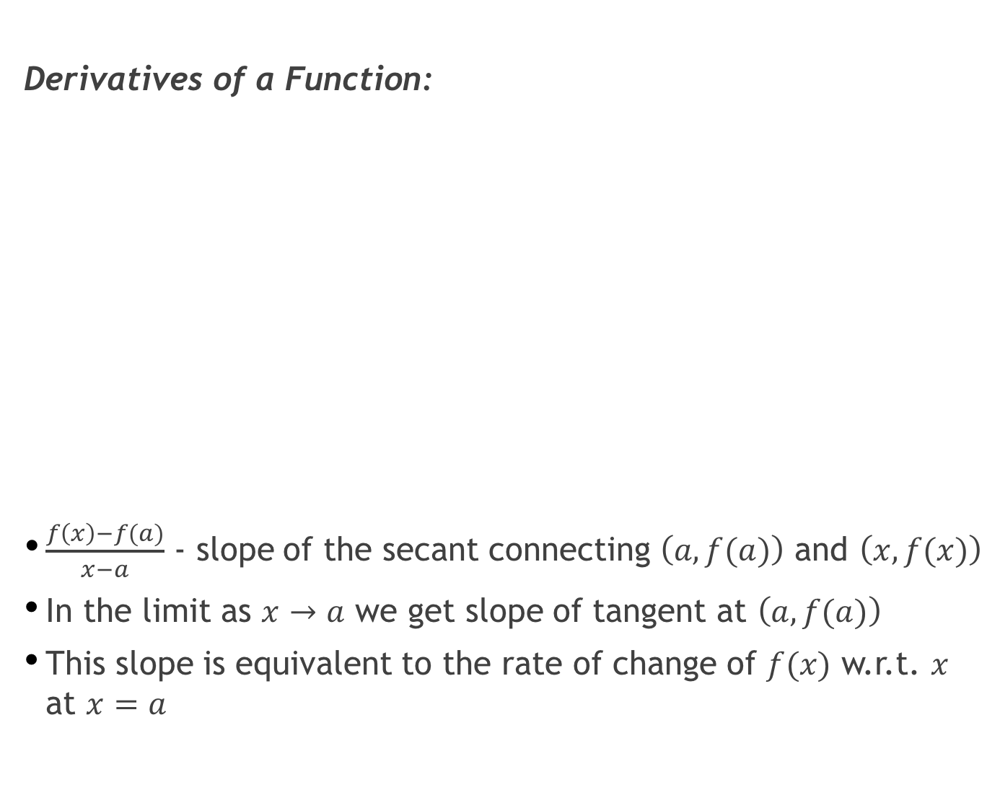 Derivatives of a Function:
• \frac{f(x)−f(a)}{x−a} - slope of the secant connecting (a, f(a)) and (x, f(x))
• In the limit as x → a we get slope of tangent at (a, f(a))
• This slope is equivalent to the rate of change of f(x) w.r.t. x
at x = a